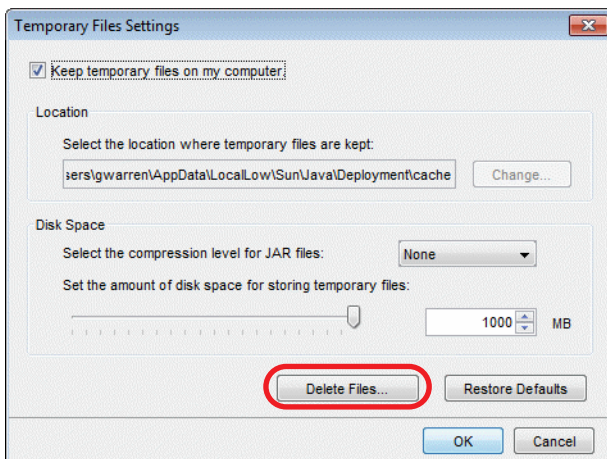 Temporary Files Settings
Keep temporary files on my computer.
Location
Select the location where temporary files are kept:
sers\gwarren\AppData\LocalLow\Sun\Java\Deployment\cache
Change...
Disk Space
Select the compression level for JAR files:
None
Set the amount of disk space for storing temporary files:
1000
MB
Delete Files...
Restore Defaults
OK
Cancel